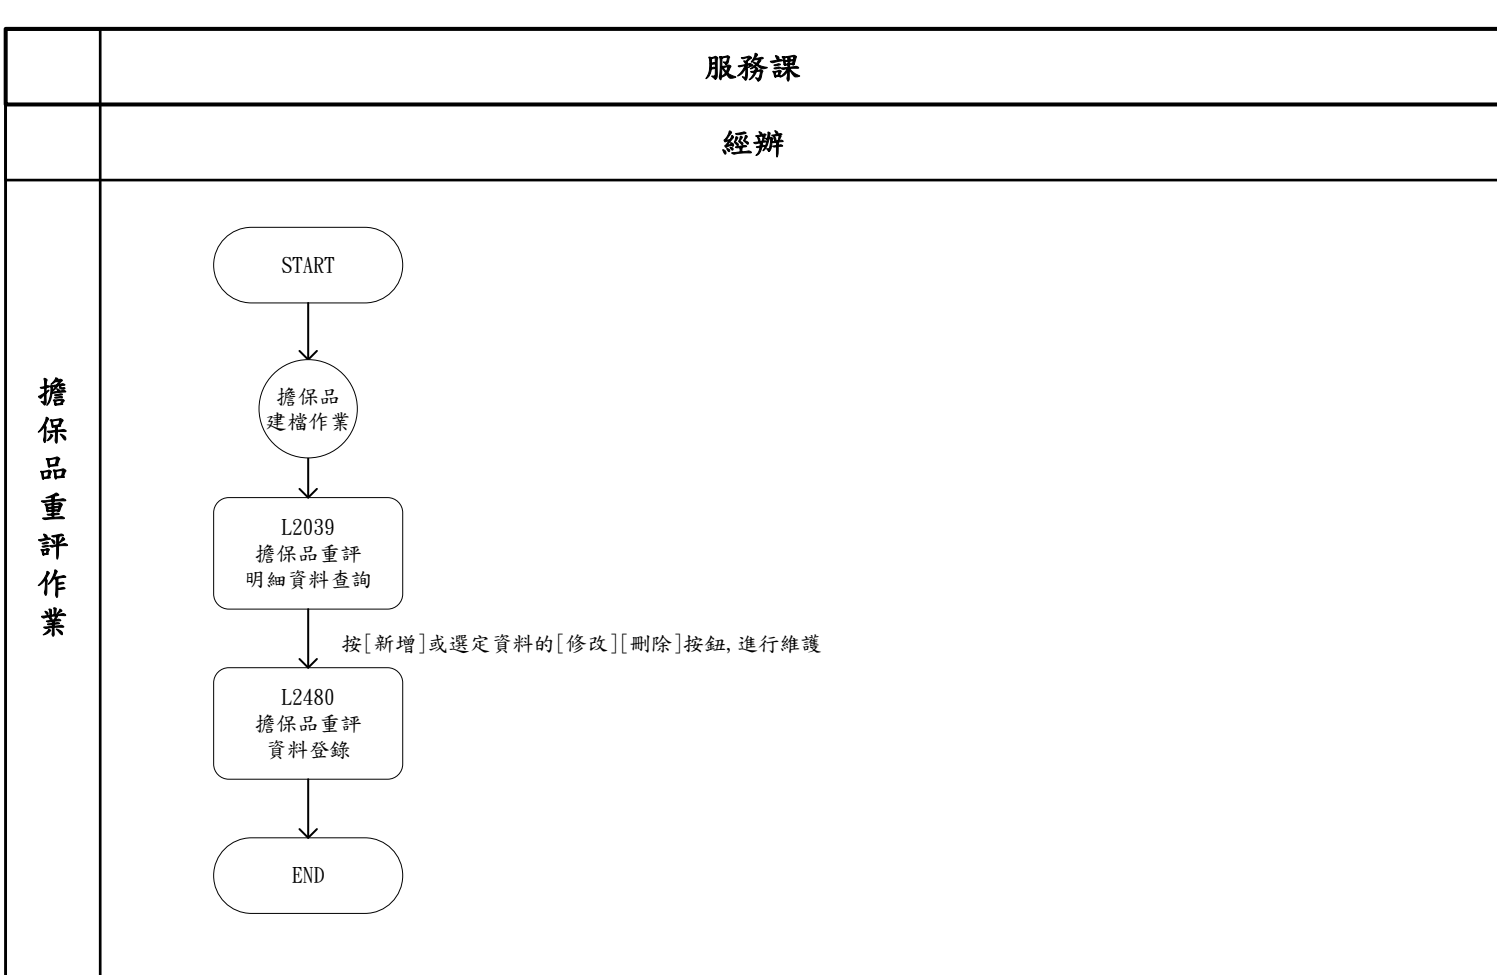 服務課
經辦
擔保品重評作業
START
擔保品
建檔作業
L2039
擔保品重評
明細資料查詢
按[新增]或選定資料的[修改][刪除]按鈕,進行維護
L2480
擔保品重評
資料登錄
END